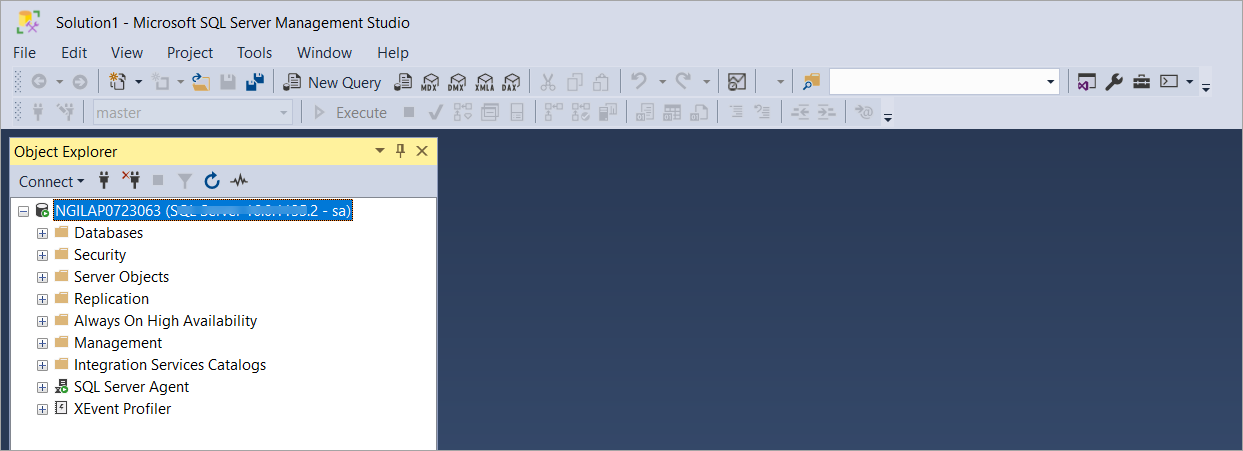 Solution1 - Microsoft SQL Server Management Studio
File Edit View Project Tools Window Help
New Query MDX DMX XMLA DAX
master Execute
Object Explorer
Connect
NGILAP0723063 (SQL Server .2 - sa)
Databases
Security
Server Objects
Replication
Always On High Availability
Management
Integration Services Catalogs
SQL Server Agent
XEvent Profiler